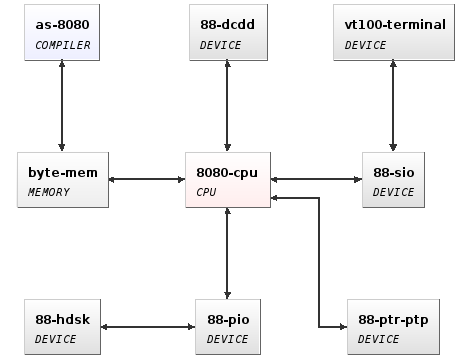 as-8080
COMPILER
88-dcdd
DEVICE
vt100-terminal
DEVICE
byte-mem
MEMORY
8080-cpu
CPU
88-sio
DEVICE
88-hdsk
DEVICE
88-pio
DEVICE
88-ptr-ptp
DEVICE